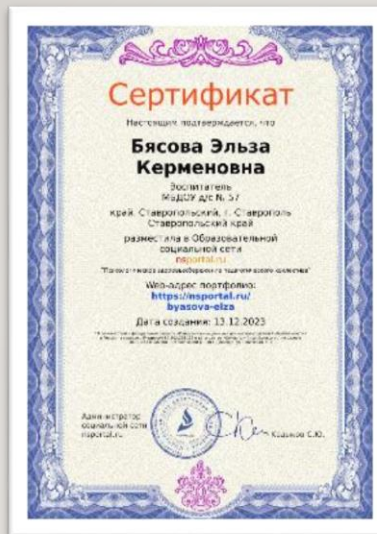 Сертификат
Настоящим подтверждается, что
Бясова Эльза
Керменовна
Воспитатель
МБДОУ д/с № 57
край. Ставропольский, г. Ставрополь
Ставропольский край
разместила в Образовательной
социальной сети
nsportal.ru
Web-адрес портфолио:
https://nsportal.ru/
byasova-elza
Дата создания: 13.12.2023
Администратор
социальной сети
nsportal.ru